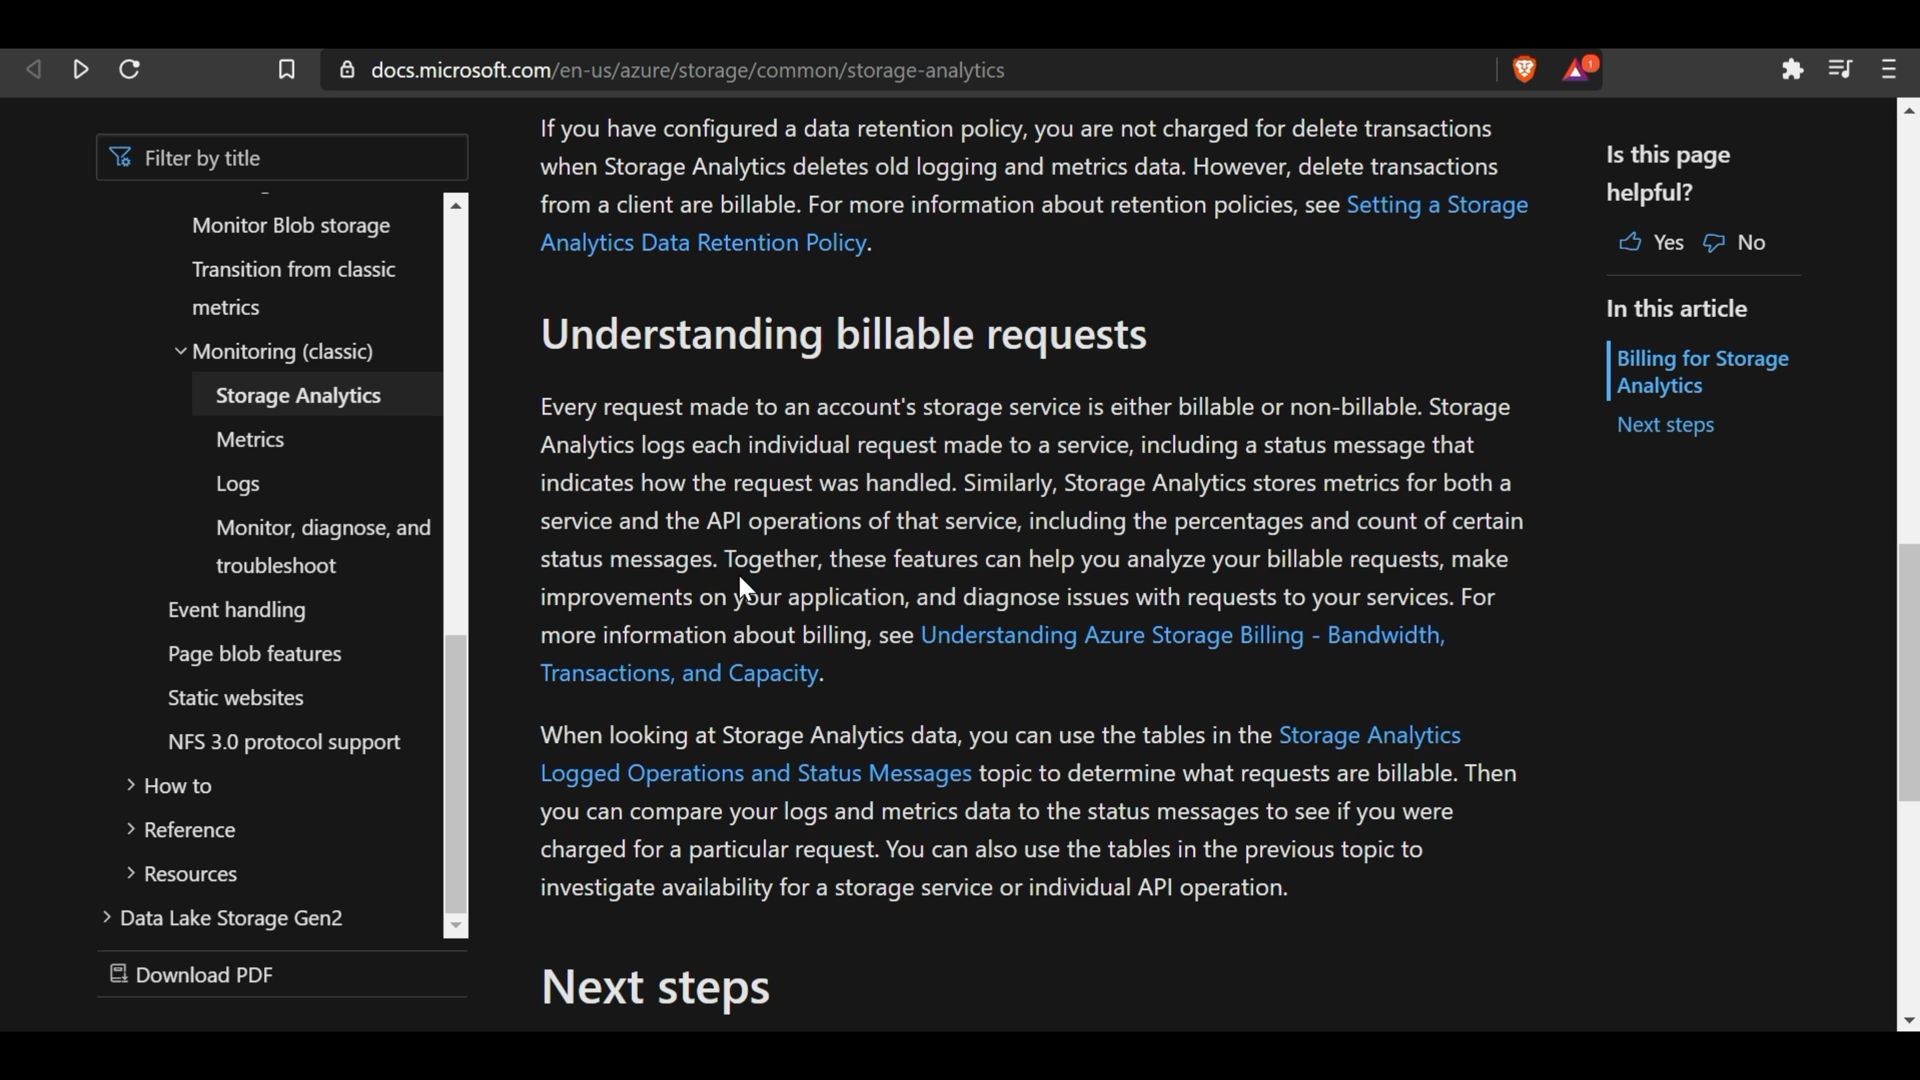 docs.microsoft.com/en-us/azure/storage/common/storage-analytics
1
Filter by title
Monitor Blob storage
Transition from classic
metrics
Monitoring (classic)
Storage Analytics
Metrics
Logs
Monitor, diagnose, and
troubleshoot
Event handling
Page blob features
Static websites
NFS 3.0 protocol support
How to
Reference
Resources
Data Lake Storage Gen2
Download PDF
If you have configured a data retention policy, you are not charged for delete transactions
when Storage Analytics deletes old logging and metrics data. However, delete transactions
from a client are billable. For more information about retention policies, see Setting a Storage
Analytics Data Retention Policy.
Understanding billable requests
Every request made to an account's storage service is either billable or non-billable. Storage
Analytics logs each individual request made to a service, including a status message that
indicates how the request was handled. Similarly, Storage Analytics stores metrics for both a
service and the API operations of that service, including the percentages and count of certain
status messages. Together, these features can help you analyze your billable requests, make
improvements on your application, and diagnose issues with requests to your services. For
more information about billing, see Understanding Azure Storage Billing - Bandwidth,
Transactions, and Capacity.
When looking at Storage Analytics data, you can use the tables in the Storage Analytics
Logged Operations and Status Messages topic to determine what requests are billable. Then
you can compare your logs and metrics data to the status messages to see if you were
charged for a particular request. You can also use the tables in the previous topic to
investigate availability for a storage service or individual API operation.
Next steps
Is this page
helpful?
Yes No
In this article
Billing for Storage
Analytics
Next steps